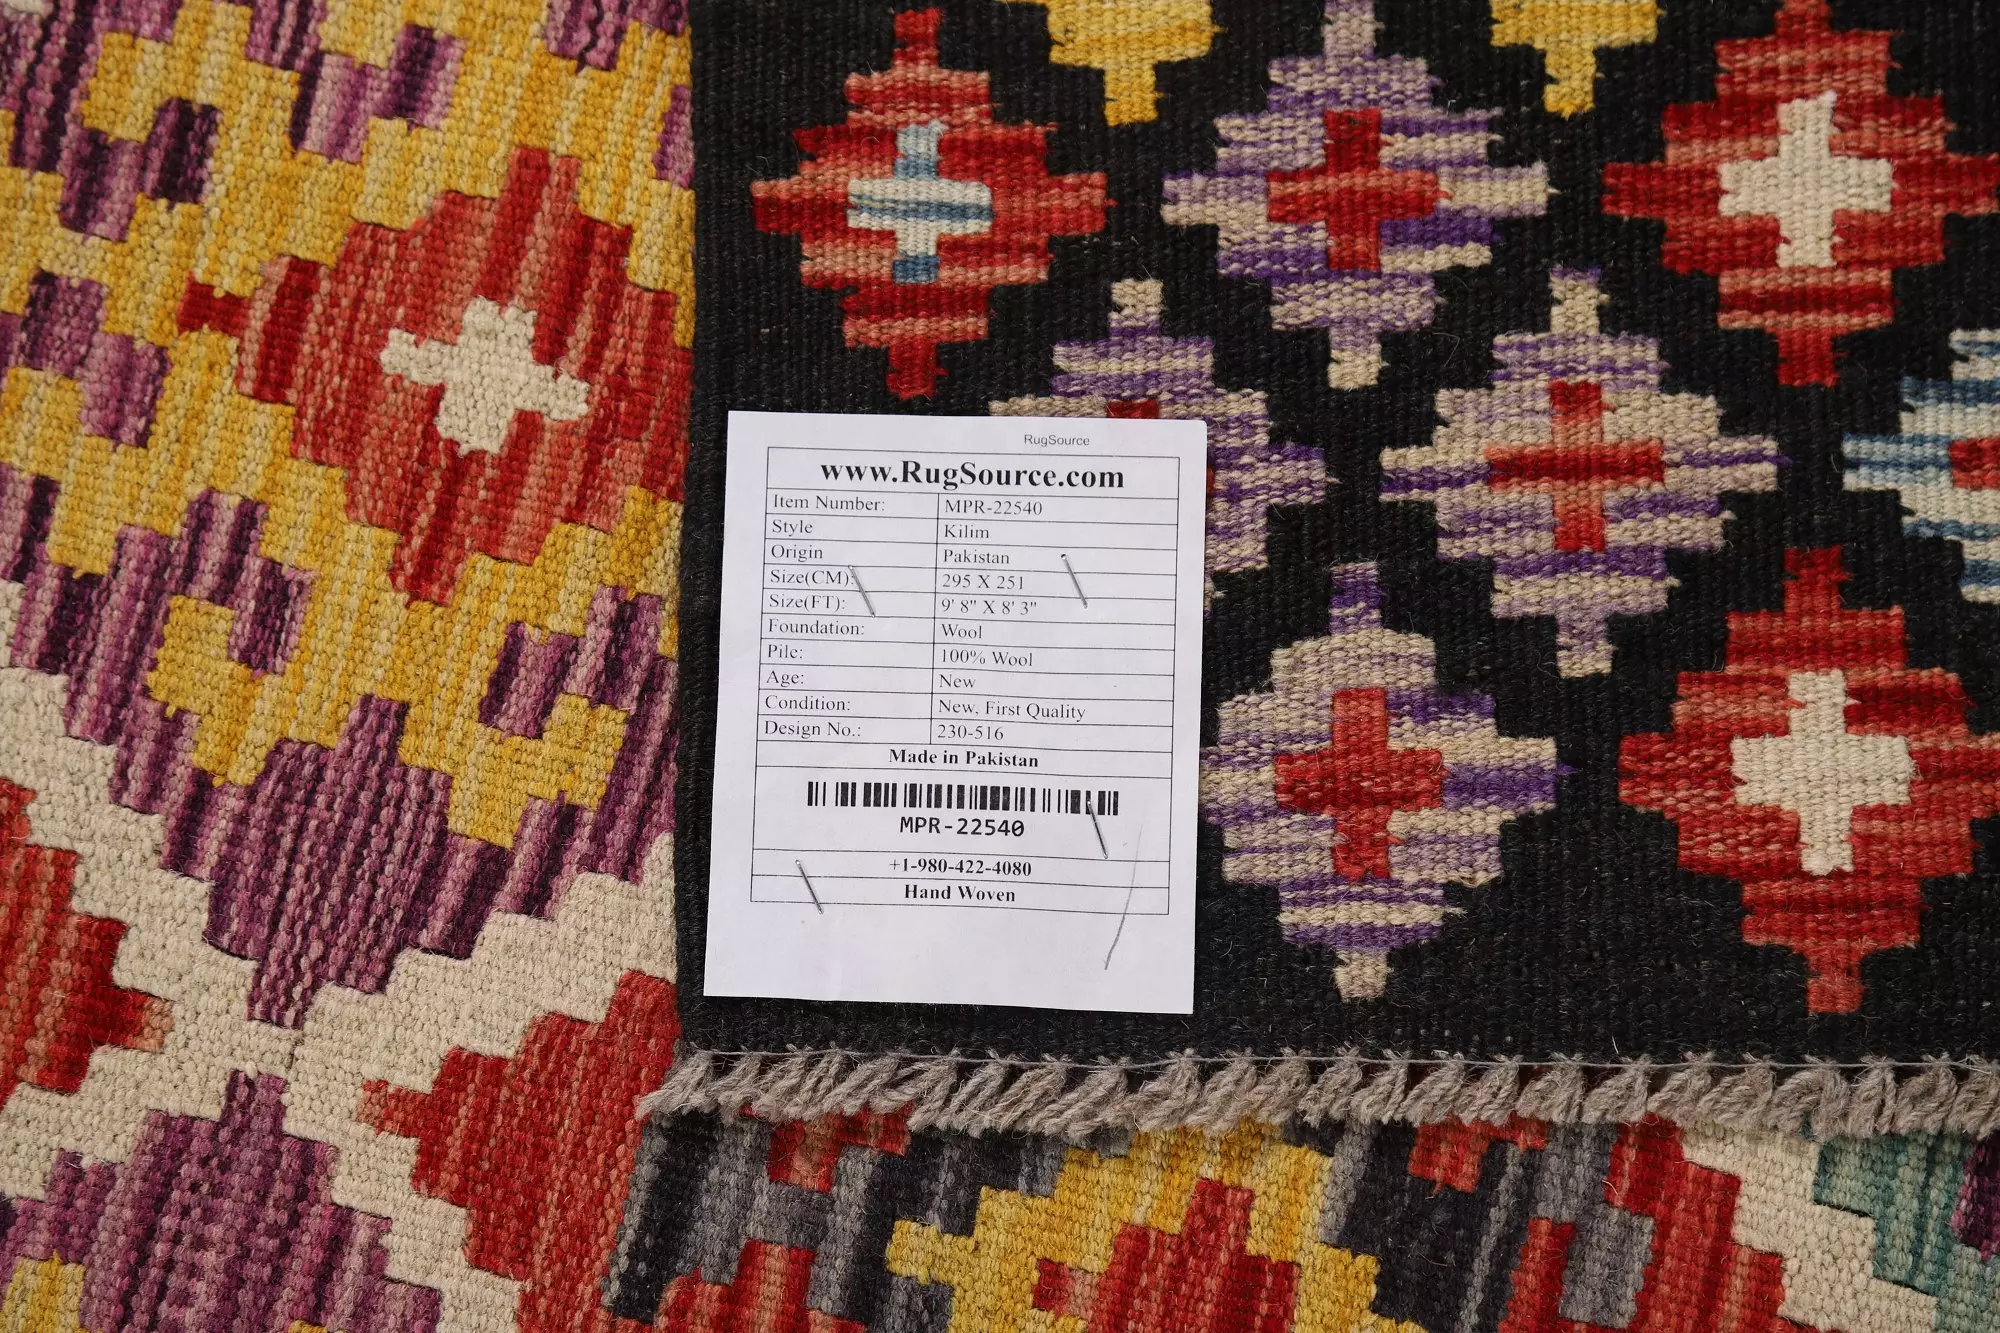 RugSource
www.RugSource.com
Item Number: MPR-22540
Style Kilim
Origin Pakistan
Size(CM): 295 X 251
Size(FT): 9' 8" X 8' 3"
Foundation: Wool
Pile: 100% Wool
Age: New
Condition: New, First Quality
Design No.: 230-516
Made in Pakistan
MPR-22540
+1-980-422-4080
Hand Woven